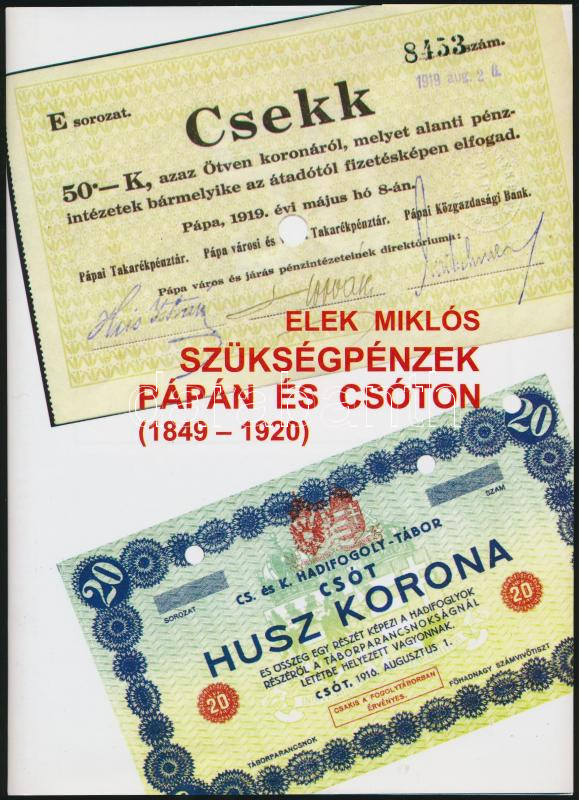 8453 szám.
1919 aug. 2
E sorozat.
Csekk
50·— K, azaz Ötven koronáról, melyet alanti pénz-
intézetek bármelyike az átadótól fizetésképen elfogad.
Pápa, 1919. évi május hó 8-án.
Pápai Takarékpénztár. Pápa városi és Takarékpénztár. Pápai Közgazdasági Bank.
Pápa város és járás pénzintézeteinek direktóriuma:
ELEK MIKLÓS
SZÜKSÉGPÉNZEK
PÁPÁN ÉS CSÓTON
(1849 – 1920)
20
20
SZÁM
SOROZAT
CS. és K. HADIFOGOLY-TÁBOR
CSÓT
HUSZ KORONA
20
20
ES ÖSSZEG EGY RÉSZÉT KÉPEZI A HADIFOGLYOK
RÉSZÉRŐL A TÁBORPARANCSNOKSÁGNÁL
LETÉTBE HELYEZETT VAGYONNAK.
CSÓT, 1916. AUGUSZTUS 1.
CSAKIS A FOGOLYTÁBORBAN
ÉRVÉNYES
TÁBORPARANCSNOK
FŐHADNAGY SZÁMVIVŐTISZT